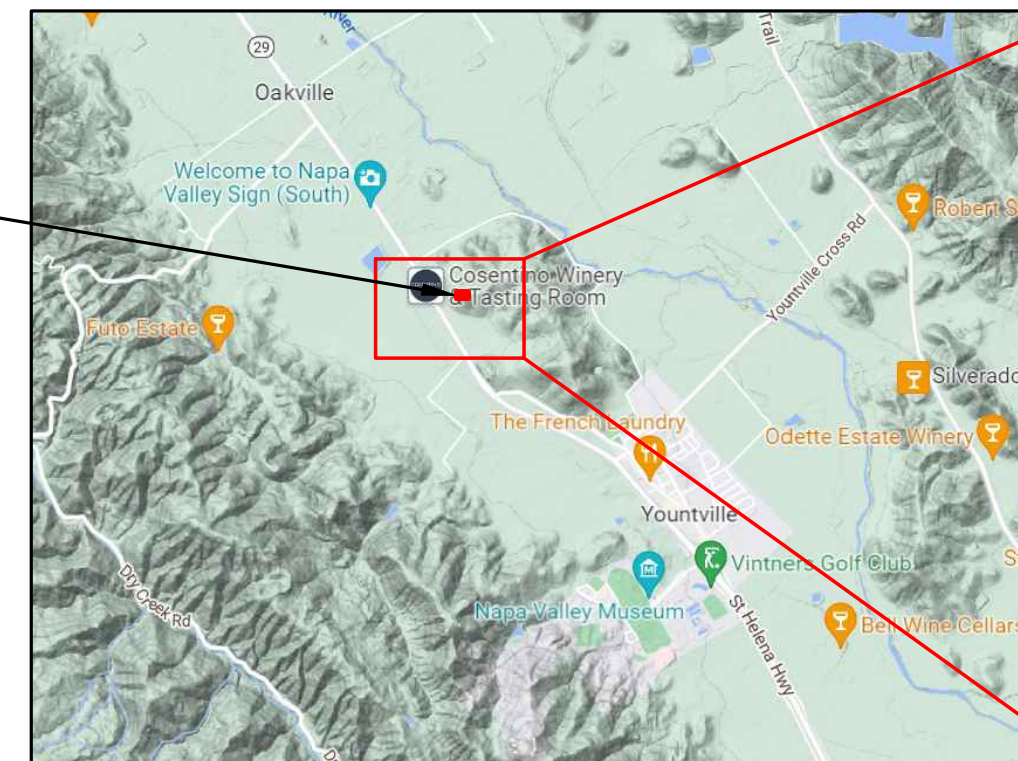 Trail
29
Oakville
Welcome to Napa
Valley Sign (South)
Robert S
Yountville Cross Rd
Cosentino Winery
& Tasting Room
Futo Estate
Silverado
The French Laundry
Odette Estate Winery
Yountville
Vintners Golf Club
S
Dry Creek Rd
Napa Valley Museum
St Helena Hwy
Bell Wine Cellars